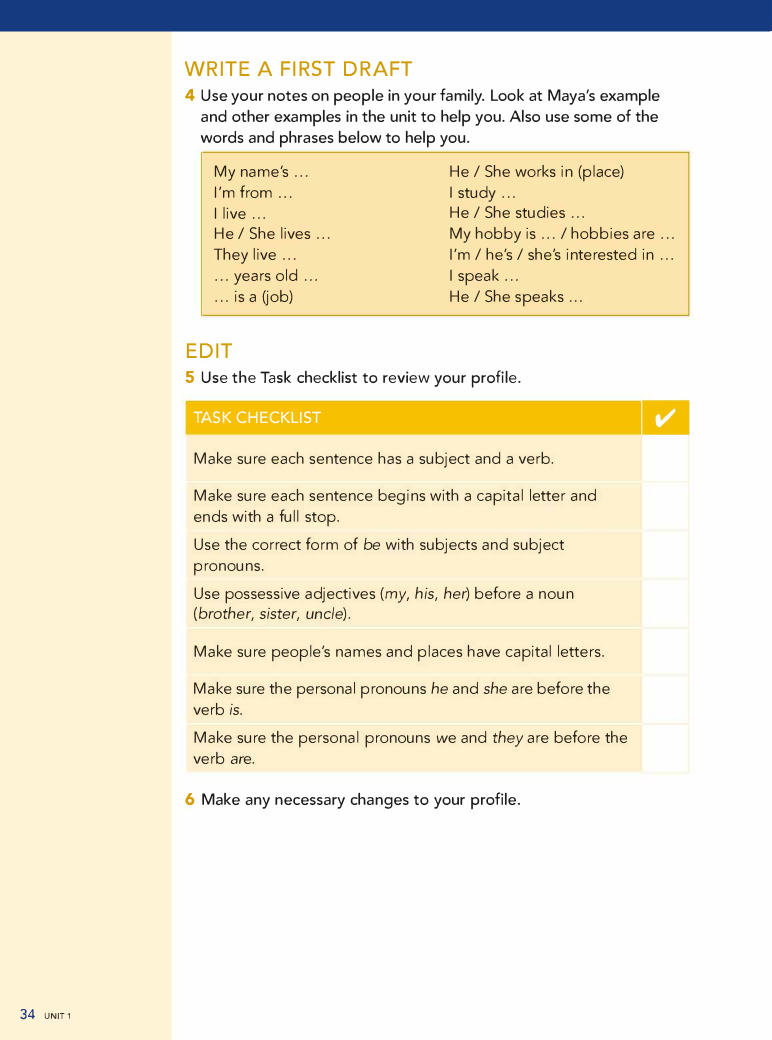 WRITE A FIRST DRAFT
4 Use your notes on people in your family. Look at Maya's example
and other examples in the unit to help you. Also use some of the
words and phrases below to help you.
My name's …
I'm from …
I live …
He / She lives …
They live …
… years old …
… is a (job)
He / She works in (place)
I study …
He / She studies …
My hobby is … / hobbies are …
I'm / he's / she's interested in …
I speak …
He / She speaks …
EDIT
5 Use the Task checklist to review your profile.
TASK CHECKLIST ✔
Make sure each sentence has a subject and a verb.
Make sure each sentence begins with a capital letter and
ends with a full stop.
Use the correct form of be with subjects and subject
pronouns.
Use possessive adjectives (my, his, her) before a noun
(brother, sister, uncle).
Make sure people's names and places have capital letters.
Make sure the personal pronouns he and she are before the
verb is.
Make sure the personal pronouns we and they are before the
verb are.
6 Make any necessary changes to your profile.
34 UNIT 1